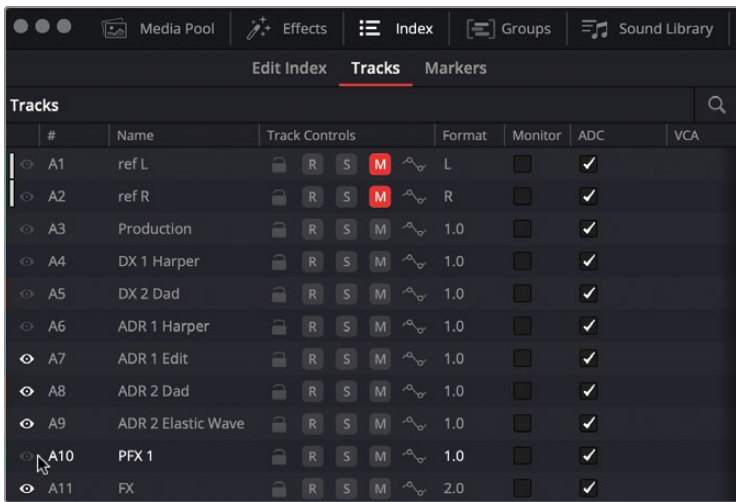 Media Pool Effects Index Groups Sound Library
Edit Index Tracks Markers
Tracks
# Name Track Controls Format Monitor ADC VCA
A1 ref L R S M L
A2 ref R R S M R
A3 Production R S M 1.0
A4 DX 1 Harper R S M 1.0
A5 DX 2 Dad R S M 1.0
A6 ADR 1 Harper R S M 1.0
A7 ADR 1 Edit R S M 1.0
A8 ADR 2 Dad R S M 1.0
A9 ADR 2 Elastic Wave R S M 1.0
A10 PFX 1 R S M 1.0
A11 FX R S M 2.0